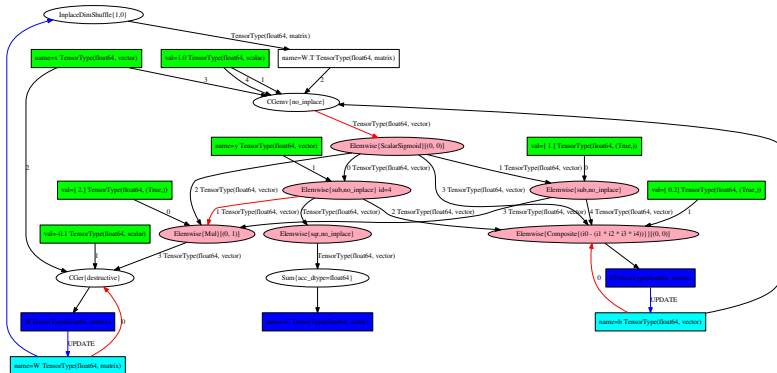 InplaceDimShuffle{1,0}
TensorType(float64, matrix)
name=x TensorType(float64, vector)
val=1.0 TensorType(float64, scalar)
name=W.T TensorType(float64, matrix)
3
4
1
2
CGemv{no_inplace}
TensorType(float64, vector)
name=y TensorType(float64, vector)
Elemwise{ScalarSigmoid}[(0, 0)]
val=[ 1.] TensorType(float64, (True,))
2
1
0 TensorType(float64, vector)
1 TensorType(float64, vector)
0
val=[ 2.] TensorType(float64, (True,))
2 TensorType(float64, vector)
Elemwise{sub,no_inplace} id=4
3 TensorType(float64, vector)
Elemwise{sub,no_inplace}
val=[ 0.2] TensorType(float64, (True,))
0
1 TensorType(float64, vector)
TensorType(float64, vector)
2 TensorType(float64, vector)
3 TensorType(float64, vector)
4 TensorType(float64, vector)
1
val=-0.1 TensorType(float64, scalar)
Elemwise{Mul}[(0, 1)]
Elemwise{sqr,no_inplace}
Elemwise{Composite{(i0 - (i1 * i2 * i3 * i4))}}[(0, 0)]
1
3 TensorType(float64, vector)
TensorType(float64, vector)
CGer{destructive}
Sum{acc_dtype=float64}
0
UPDATE
0
UPDATE
name=b TensorType(float64, vector)
name=W TensorType(float64, matrix)